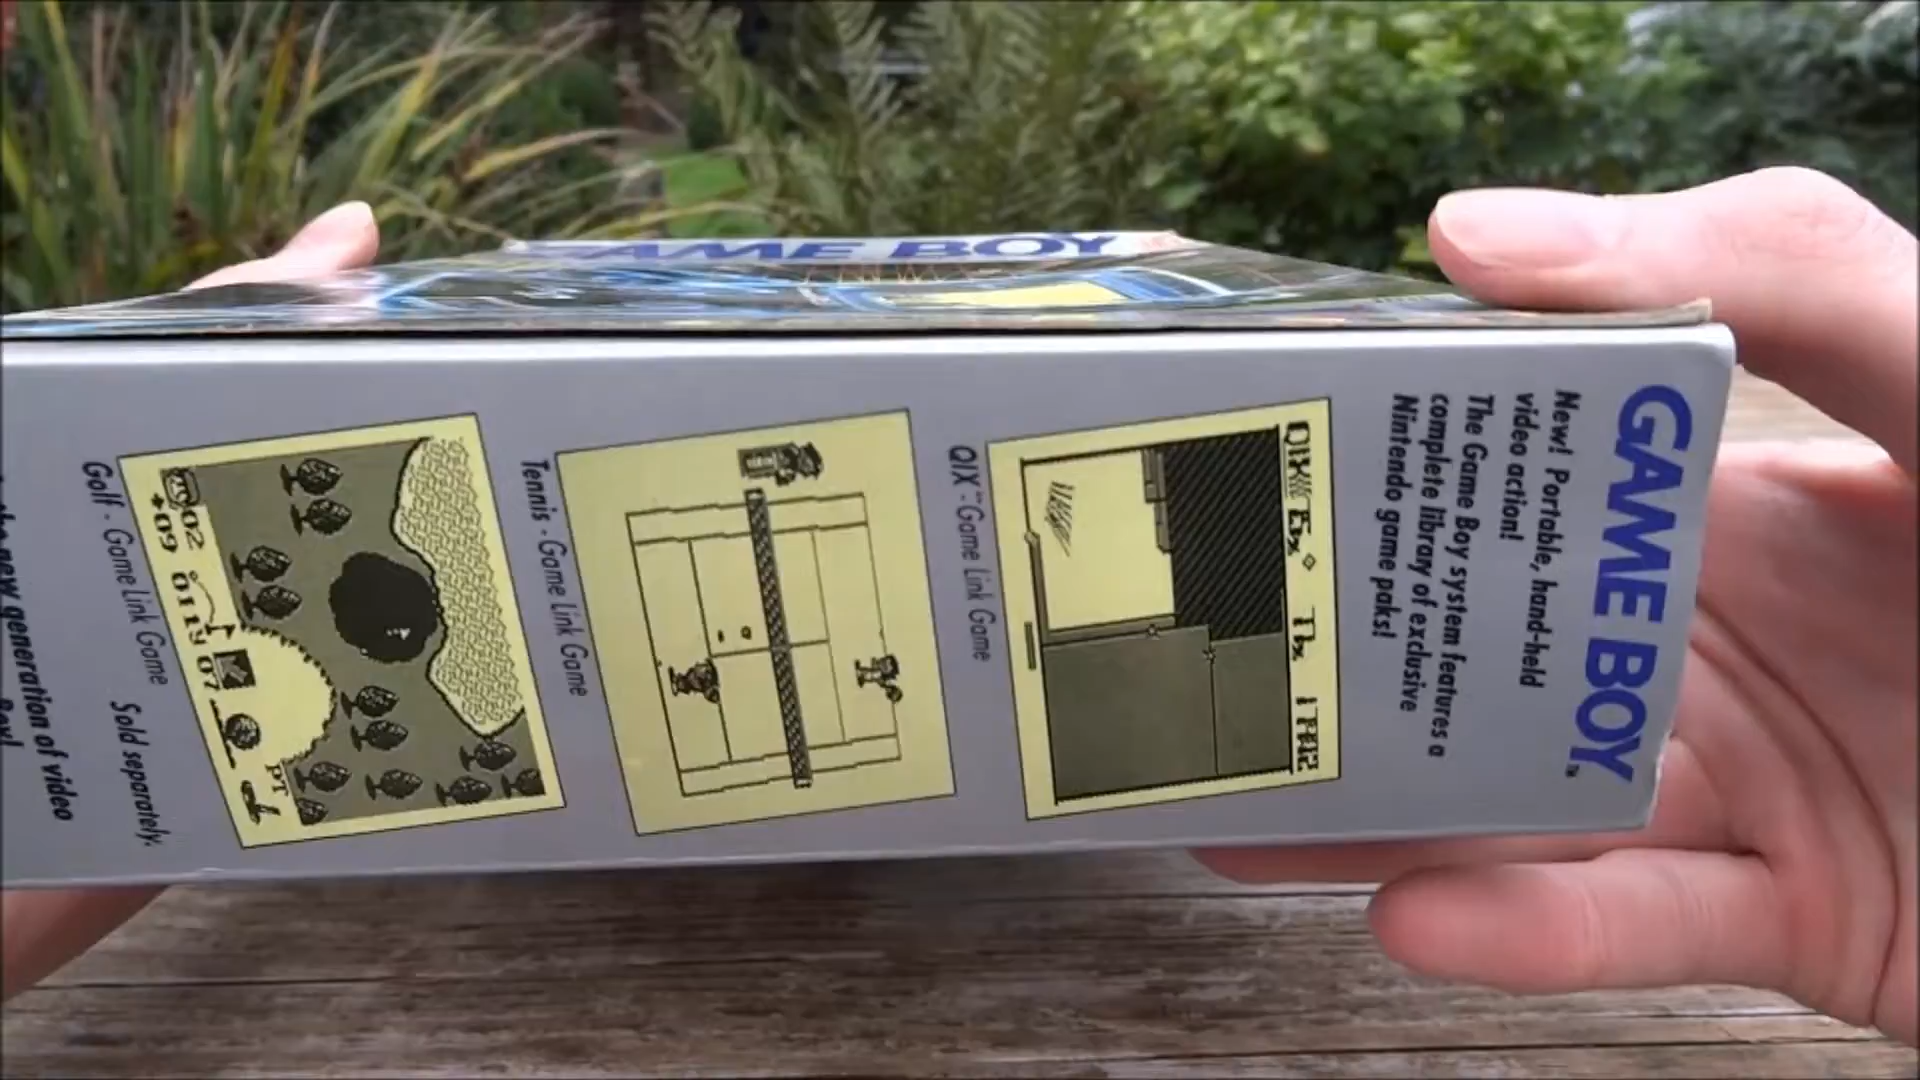 GAME BOY
GAME BOY™
New! Portable, hand-held
video action!
The Game Boy system features a
complete library of exclusive
Nintendo game paks!
QIX™ - Game Link Game
Tennis - Game Link Game
Golf - Game Link Game
Sold separately.
new generation of video